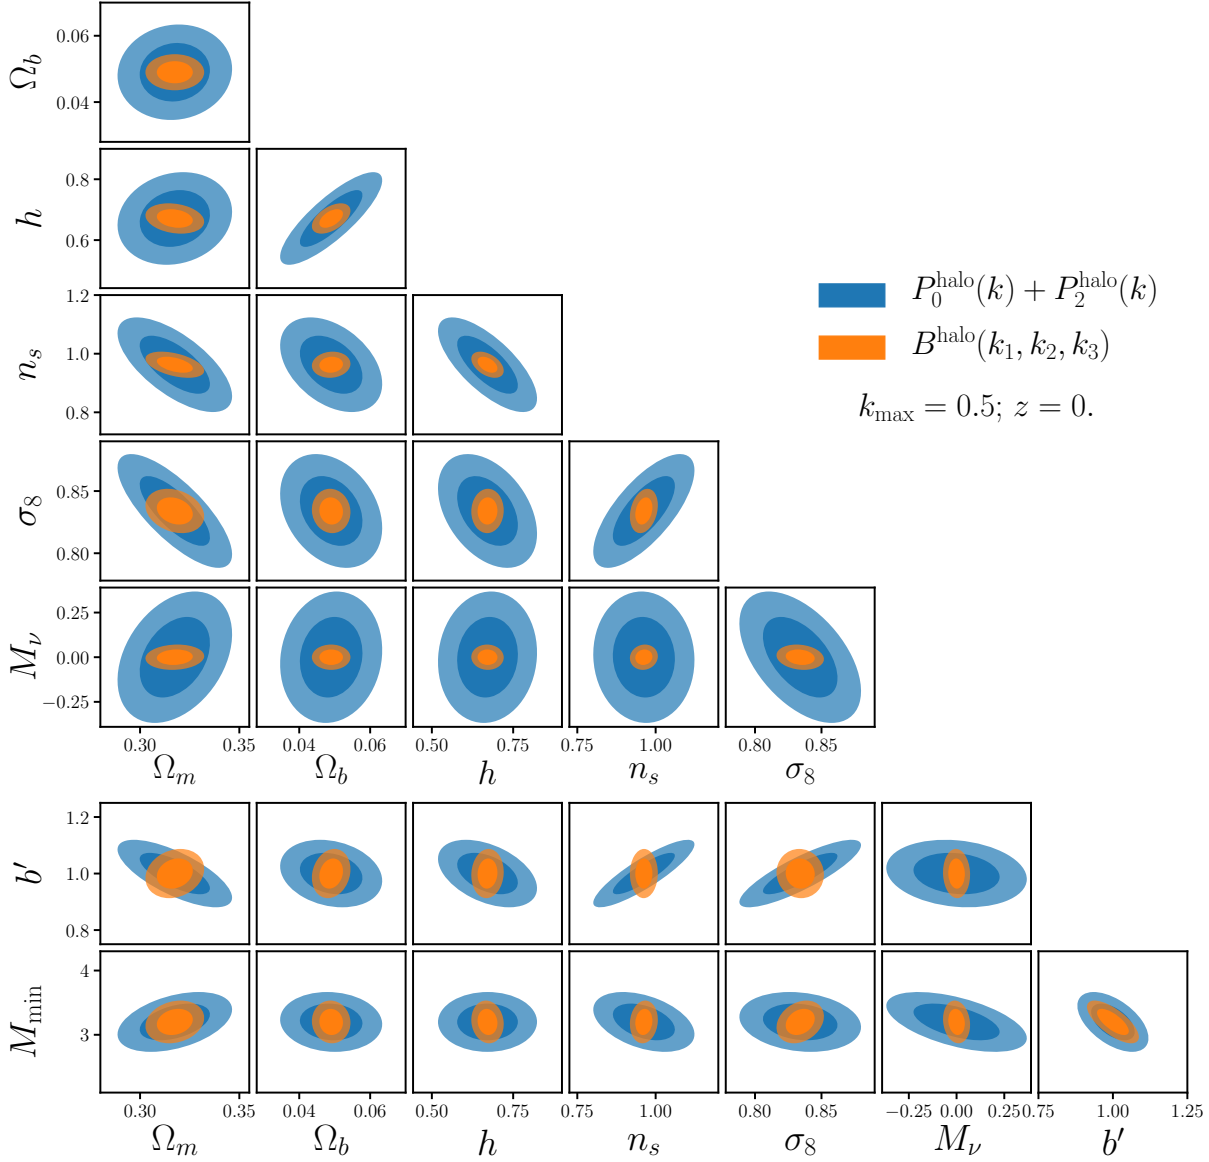 Ω_b
0.06
0.04
h
0.8
0.6
n_s
1.2
1.0
0.8
P_0^halo(k) + P_2^halo(k)
B^halo(k_1, k_2, k_3)
k_max = 0.5; z = 0.
σ_8
0.85
0.80
M_ν
0.25
0.00
−0.25
0.30 0.35 0.04 0.06 0.50 0.75 0.75 1.00 0.80 0.85
Ω_m Ω_b h n_s σ_8
b′
1.2
1.0
0.8
M_min
4
3
0.30 0.35 0.04 0.06 0.50 0.75 0.75 1.00 0.80 0.85 −0.25 0.00 0.25 0.75 1.00 1.25
Ω_m Ω_b h n_s σ_8 M_ν b′